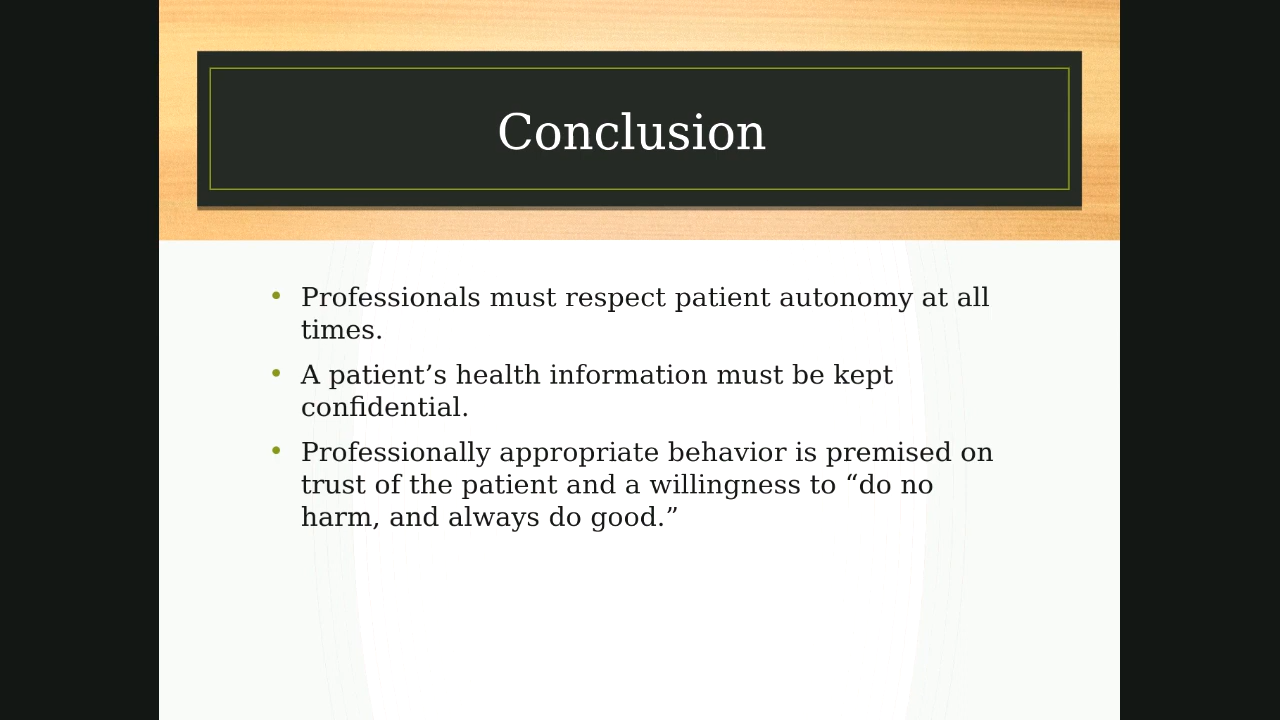 Conclusion
• Professionals must respect patient autonomy at all
times.
• A patient’s health information must be kept
confidential.
• Professionally appropriate behavior is premised on
trust of the patient and a willingness to “do no
harm, and always do good.”